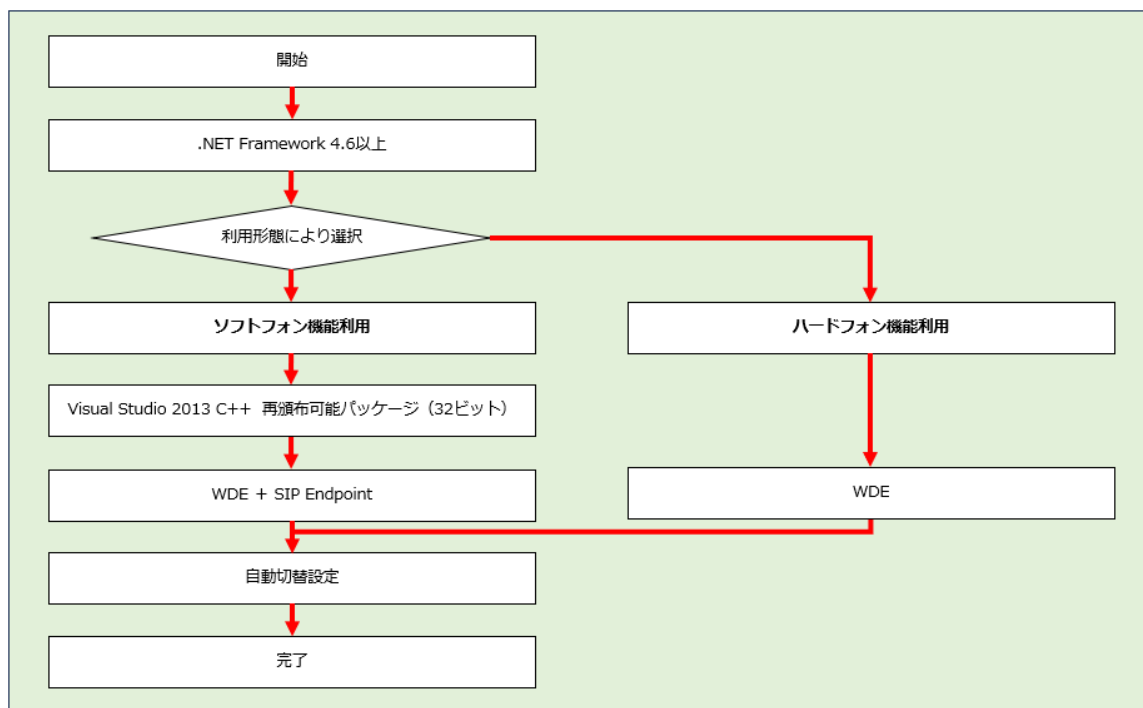 開始
.NET Framework 4.6以上
利用形態により選択
ソフトフォン機能利用
ハードフォン機能利用
Visual Studio 2013 C++ 再頒布可能パッケージ（32ビット）
WDE + SIP Endpoint
WDE
自動切替設定
完了